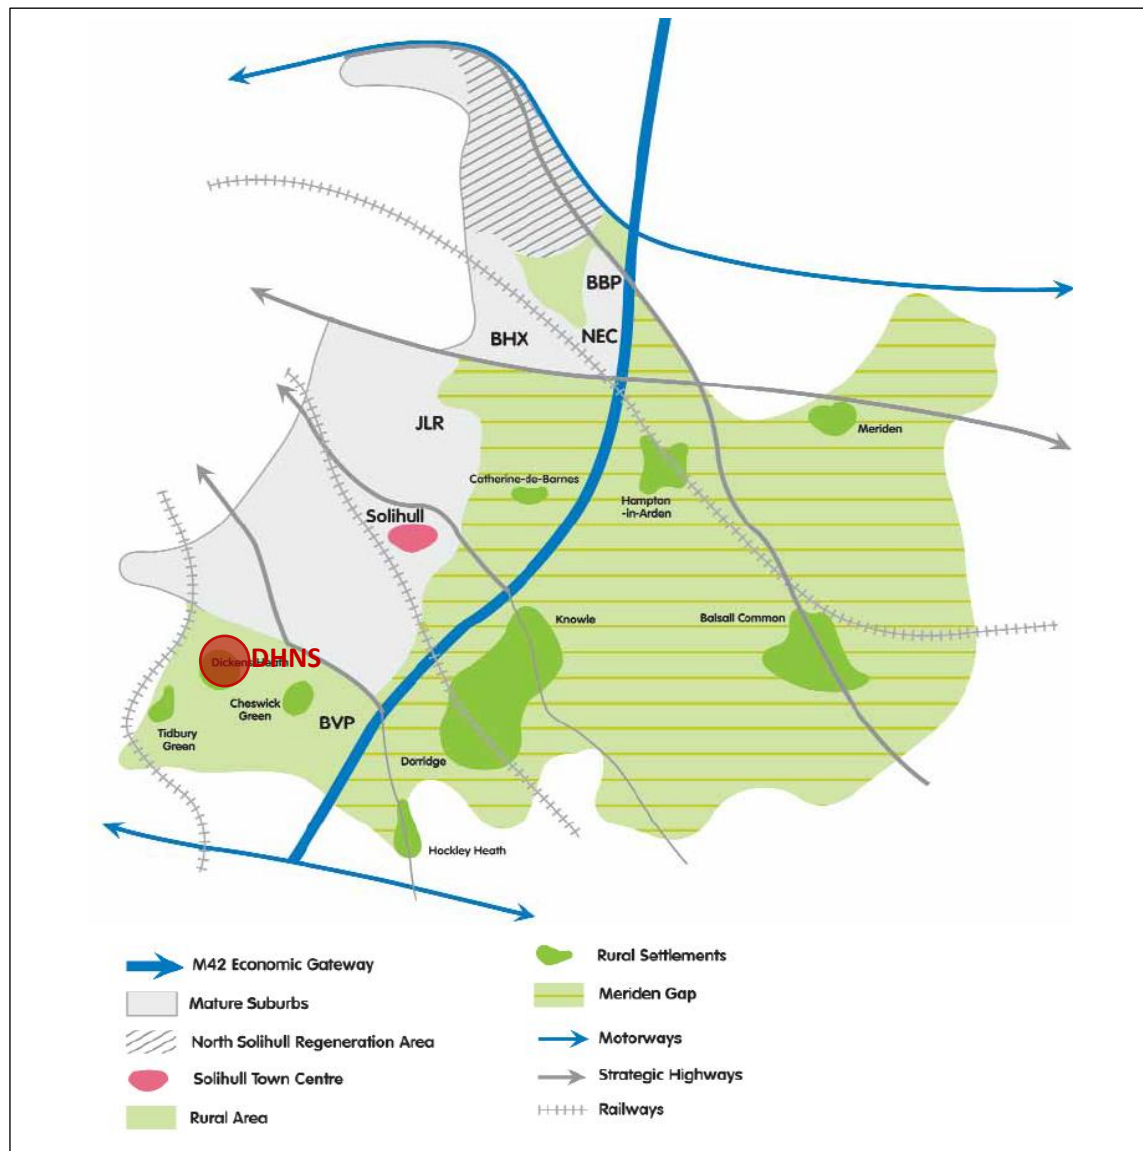 BBP
NEC
BHX
JLR
Meriden
Catherine-de-Barnes
Hampton
-in-Arden
Solihull
Knowle
Balsall Common
Dickens Heath
DHNS
Cheswick
Green
BVP
Tidbury
Green
Dorridge
Hockley Heath
M42 Economic Gateway
Mature Suburbs
North Solihull Regeneration Area
Solihull Town Centre
Rural Area
Rural Settlements
Meriden Gap
Motorways
Strategic Highways
Railways